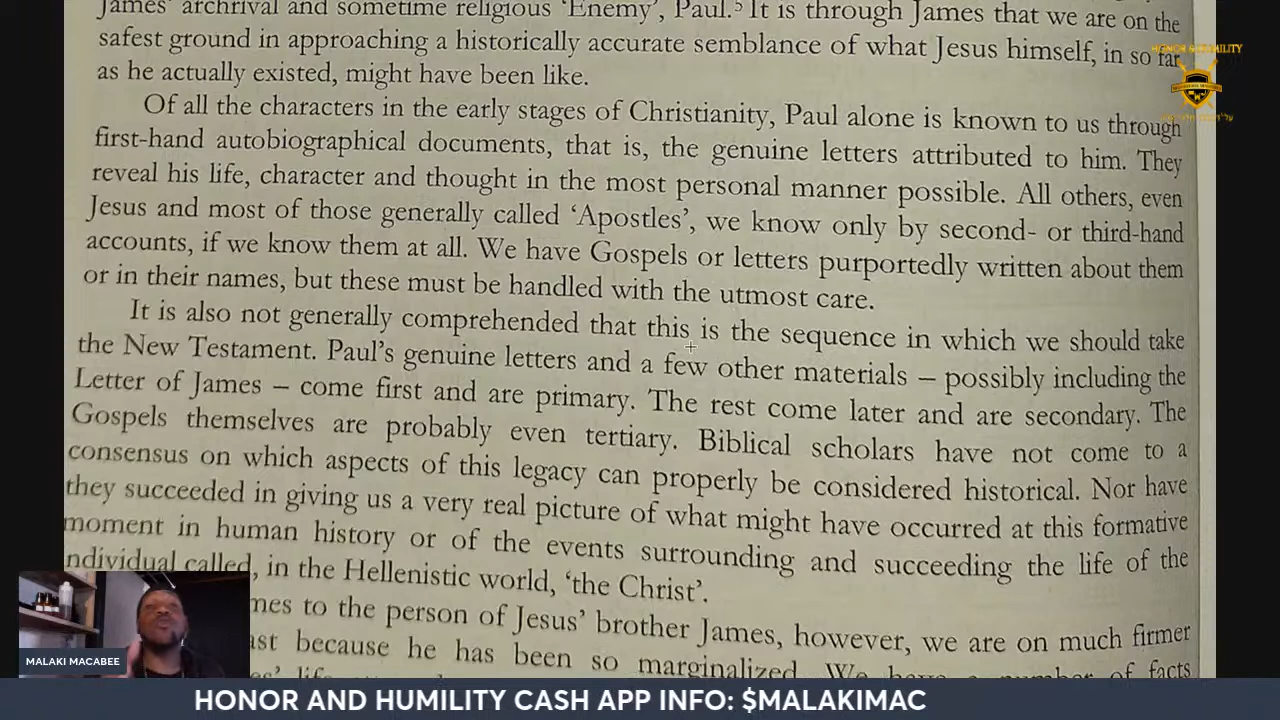 James' archrival and sometime religious 'Enemy', Paul.⁵ It is through James that we are on the
safest ground in approaching a historically accurate semblance of what Jesus himself, in so far
as he actually existed, might have been like.
Of all the characters in the early stages of Christianity, Paul alone is known to us through
first-hand autobiographical documents, that is, the genuine letters attributed to him. They
reveal his life, character and thought in the most personal manner possible. All others, even
Jesus and most of those generally called 'Apostles', we know only by second- or third-hand
accounts, if we know them at all. We have Gospels or letters purportedly written about them
or in their names, but these must be handled with the utmost care.
It is also not generally comprehended that this is the sequence in which we should take
the New Testament. Paul's genuine letters and a few other materials – possibly including the
Letter of James – come first and are primary. The rest come later and are secondary. The
Gospels themselves are probably even tertiary. Biblical scholars have not come to a
consensus on which aspects of this legacy can properly be considered historical. Nor have
they succeeded in giving us a very real picture of what might have occurred at this formative
moment in human history or of the events surrounding and succeeding the life of the
ndividual called, in the Hellenistic world, 'the Christ'.
mes to the person of Jesus' brother James, however, we are on much firmer
ast because he has been so marginalized. We have a number of facts
HONOR & HUMILITY
MALAKI MACABEE
HONOR AND HUMILITY CASH APP INFO: $MALAKIMAC